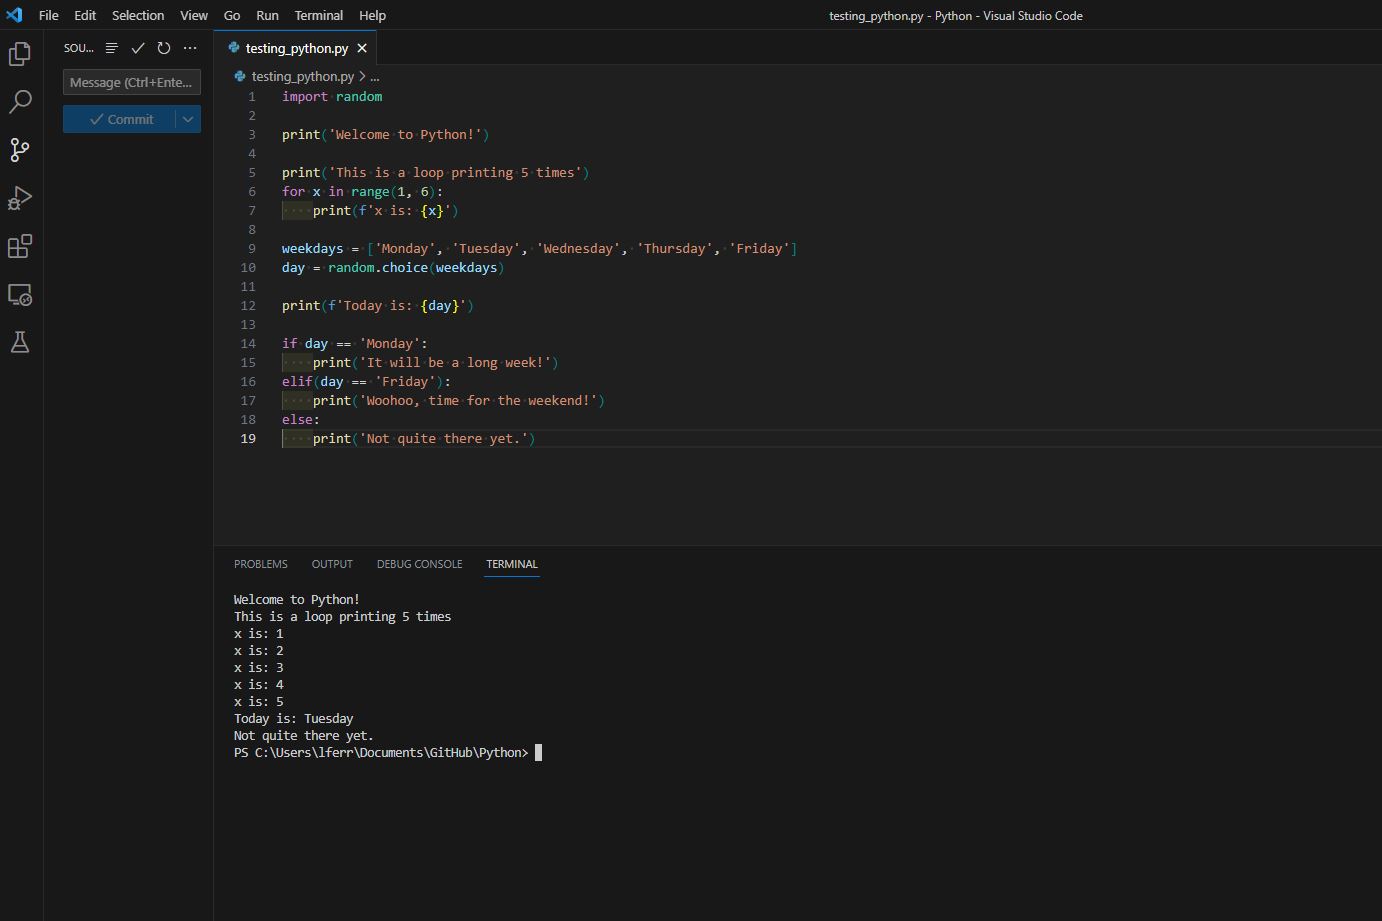 File Edit Selection View Go Run Terminal Help
testing_python.py - Python - Visual Studio Code
SOU...
Message (Ctrl+Ente...
Commit
testing_python.py
testing_python.py > ...
1 import random
2
3 print('Welcome to Python!')
4
5 print('This is a loop printing 5 times')
6 for x in range(1, 6):
7     print(f'x is: {x}')
8
9 weekdays = ['Monday', 'Tuesday', 'Wednesday', 'Thursday', 'Friday']
10 day = random.choice(weekdays)
11
12 print(f'Today is: {day}')
13
14 if day == 'Monday':
15     print('It will be a long week!')
16 elif(day == 'Friday'):
17     print('Woohoo, time for the weekend!')
18 else:
19     print('Not quite there yet.')
PROBLEMS OUTPUT DEBUG CONSOLE TERMINAL
Welcome to Python!
This is a loop printing 5 times
x is: 1
x is: 2
x is: 3
x is: 4
x is: 5
Today is: Tuesday
Not quite there yet.
PS C:\Users\lferr\Documents\GitHub\Python>